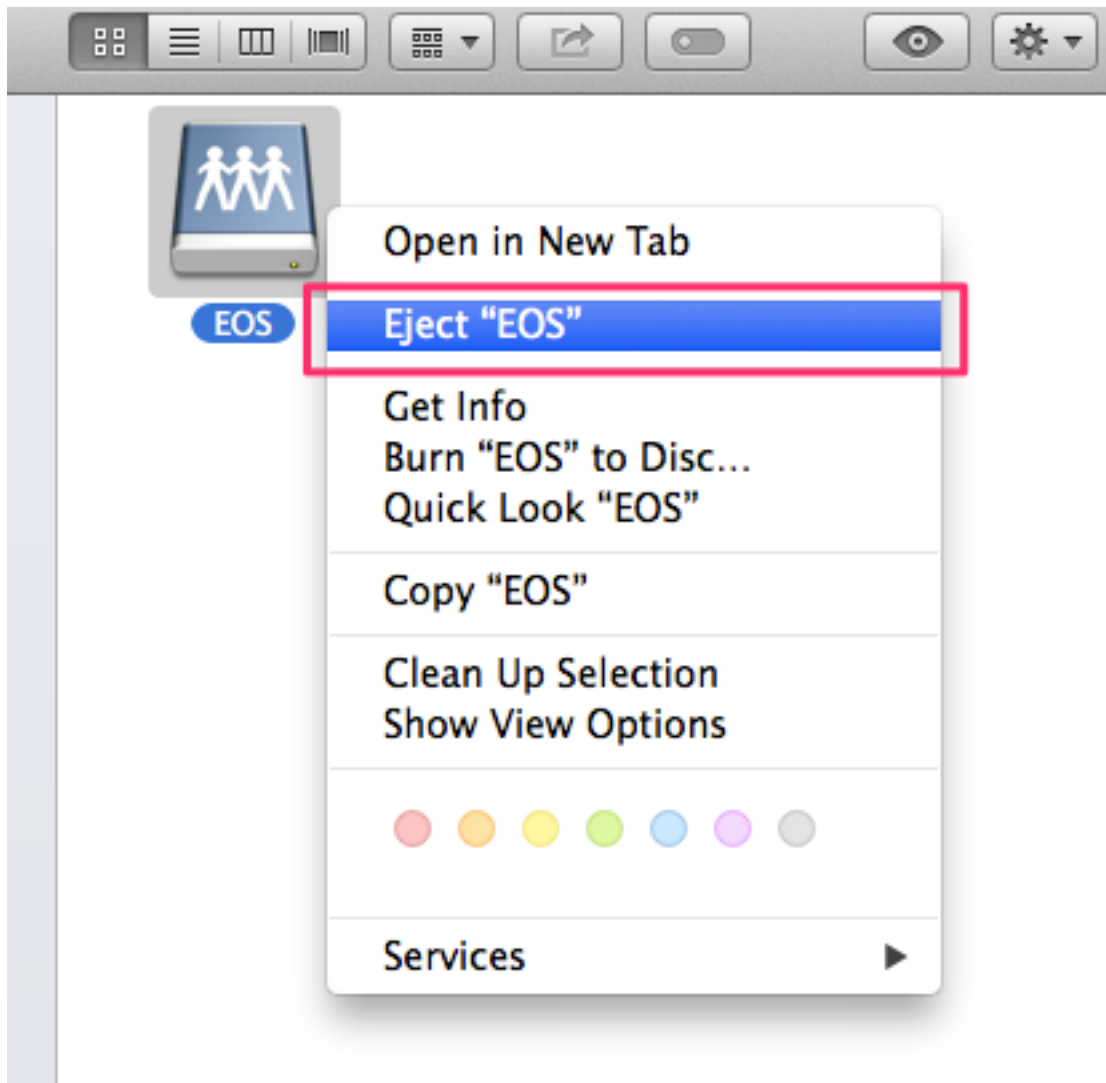 EOS
Open in New Tab
Eject “EOS”
Get Info
Burn “EOS” to Disc...
Quick Look “EOS”
Copy “EOS”
Clean Up Selection
Show View Options
Services